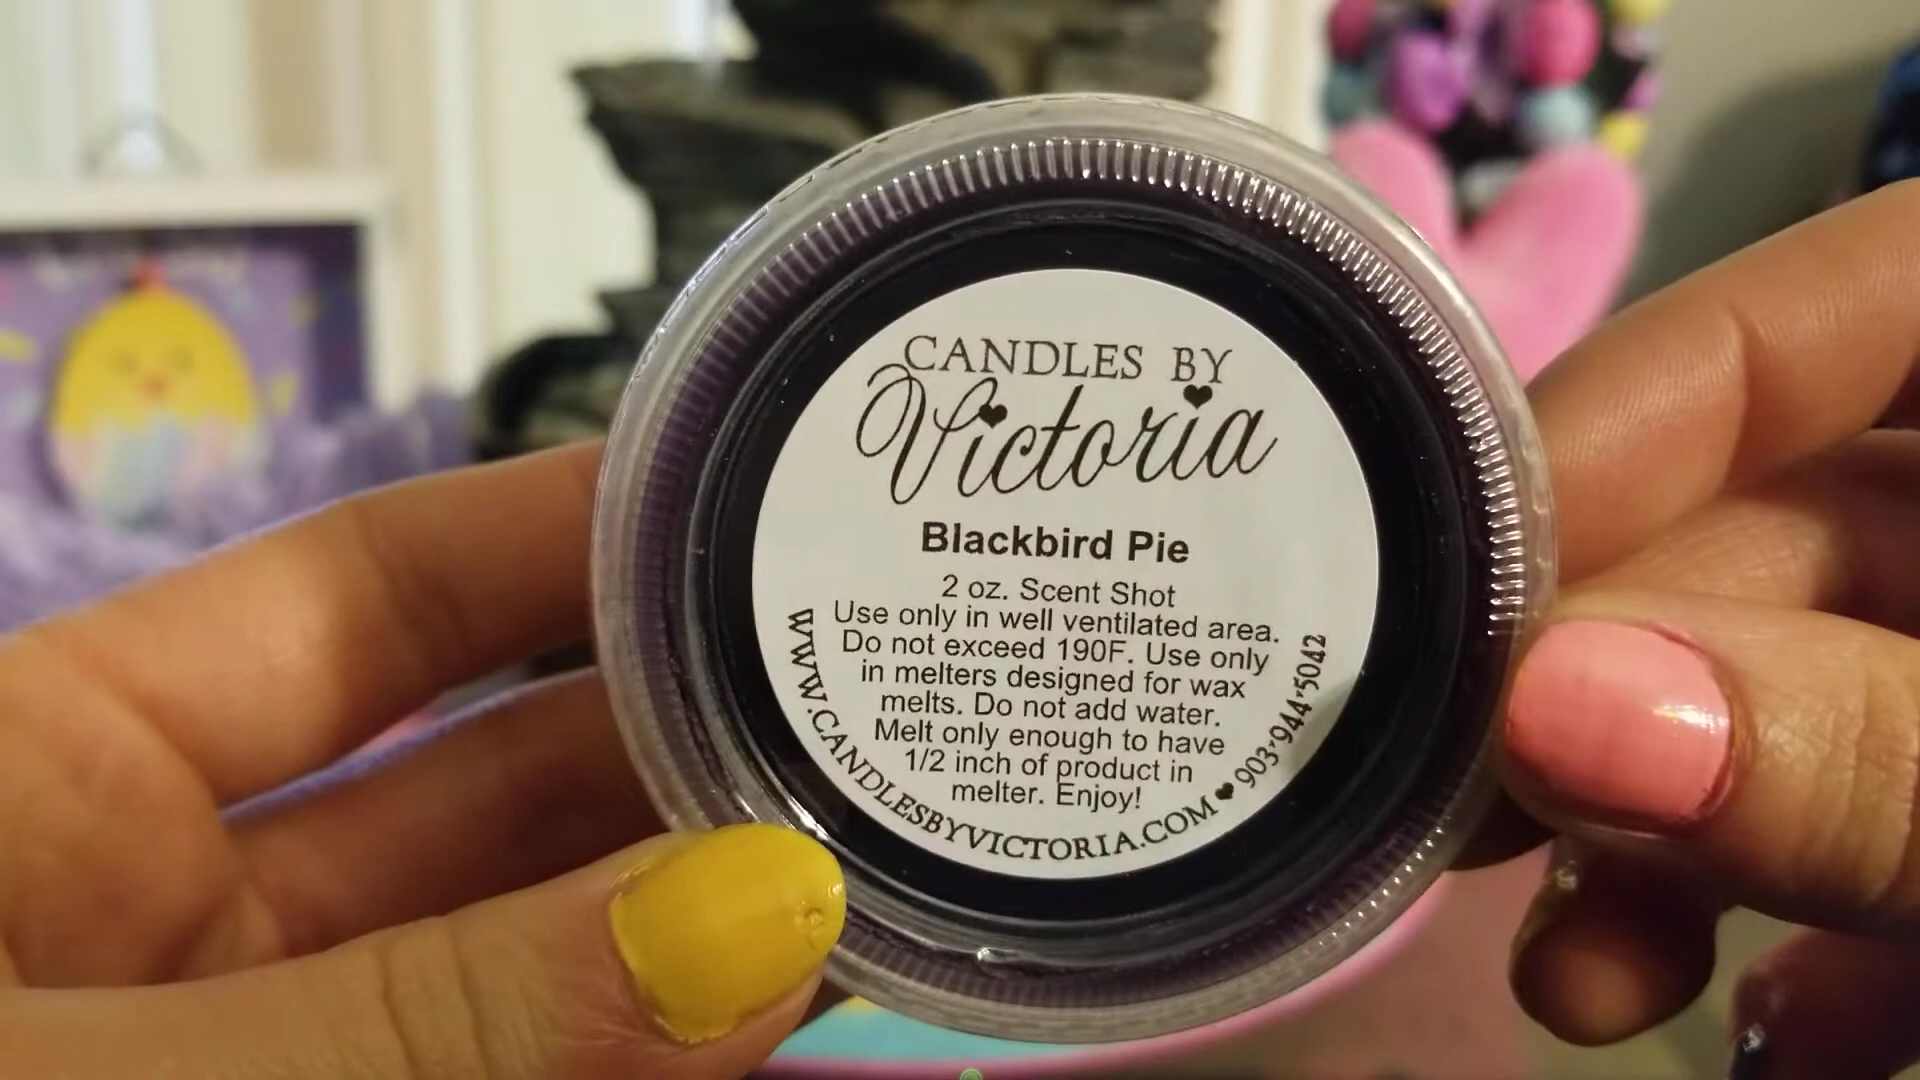 CANDLES BY
Victoria
Blackbird Pie
2 oz. Scent Shot
Use only in well ventilated area.
Do not exceed 190F. Use only
in melters designed for wax
melts. Do not add water.
Melt only enough to have
1/2 inch of product in
melter. Enjoy!
WWW.CANDLESBYVICTORIA.COM ♥ 903*944*5042